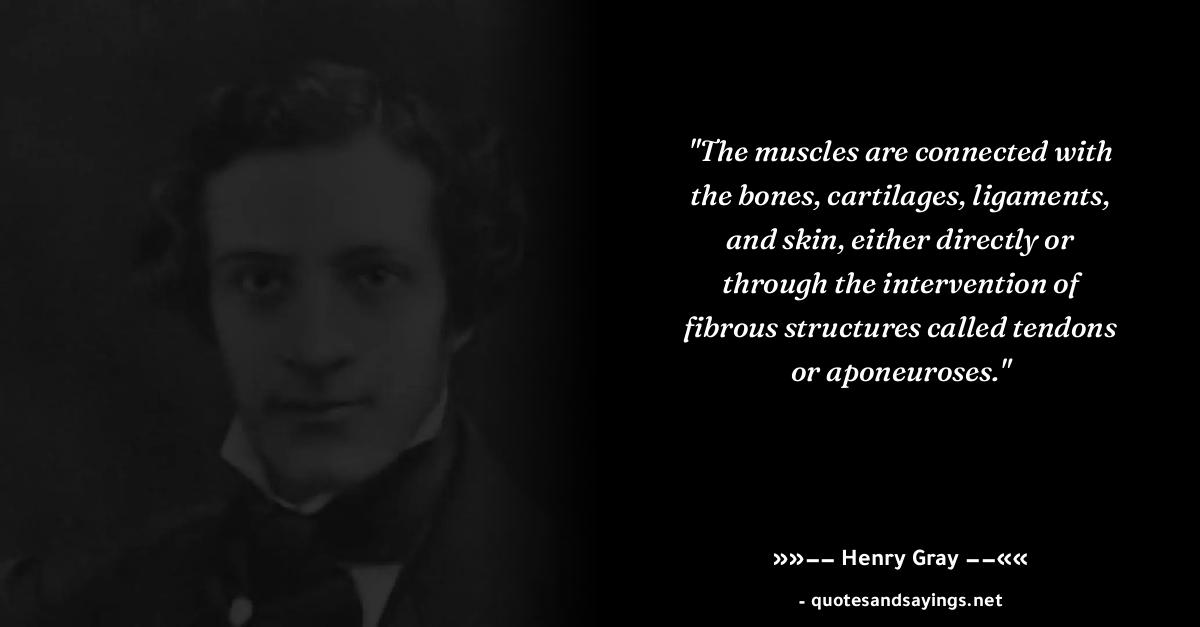 "The muscles are connected with
the bones, cartilages, ligaments,
and skin, either directly or
through the intervention of
fibrous structures called tendons
or aponeuroses."
»»−− Henry Gray −−««
- quotesandsayings.net